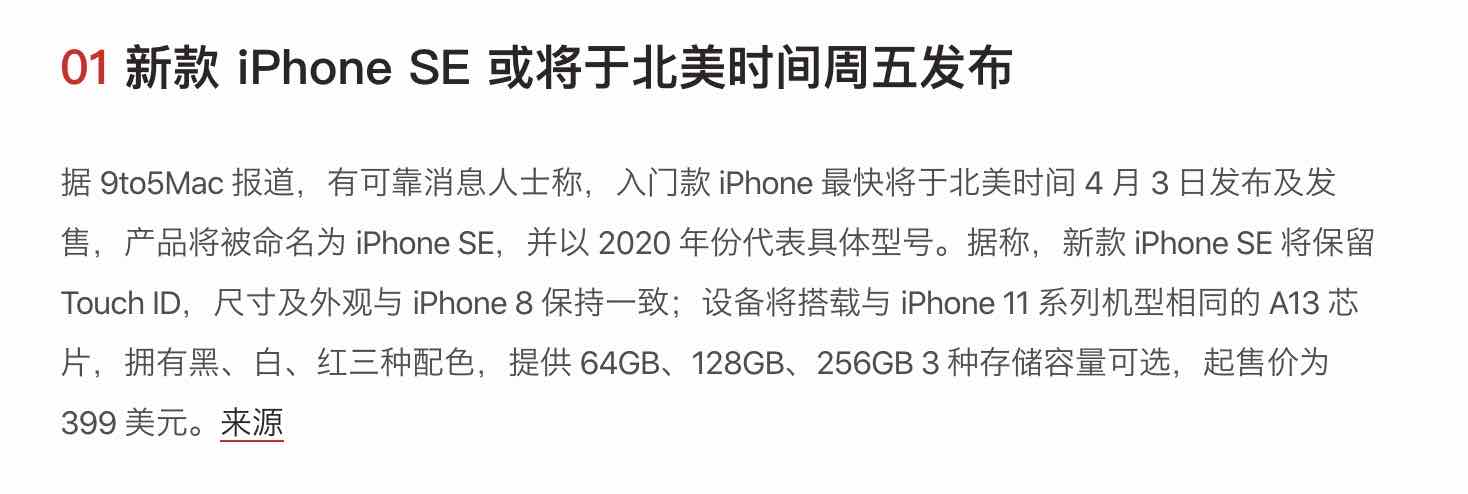 01 新款 iPhone SE 或将于北美时间周五发布
据 9to5Mac 报道，有可靠消息人士称，入门款 iPhone 最快将于北美时间 4 月 3 日发布及发
售，产品将被命名为 iPhone SE，并以 2020 年份代表具体型号。据称，新款 iPhone SE 将保留
Touch ID，尺寸及外观与 iPhone 8 保持一致；设备将搭载与 iPhone 11 系列机型相同的 A13 芯
片，拥有黑、白、红三种配色，提供 64GB、128GB、256GB 3 种存储容量可选，起售价为
399 美元。来源